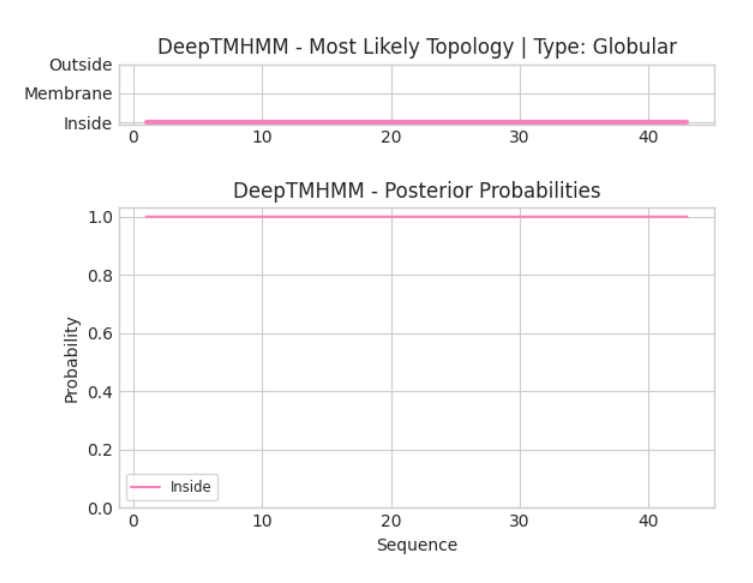 DeepTMHMM - Most Likely Topology | Type: Globular
Outside
Membrane
Inside
0 10 20 30 40
DeepTMHMM - Posterior Probabilities
1.0
0.8
0.6
0.4
0.2
0.0
Probability
Inside
0 10 20 30 40
Sequence